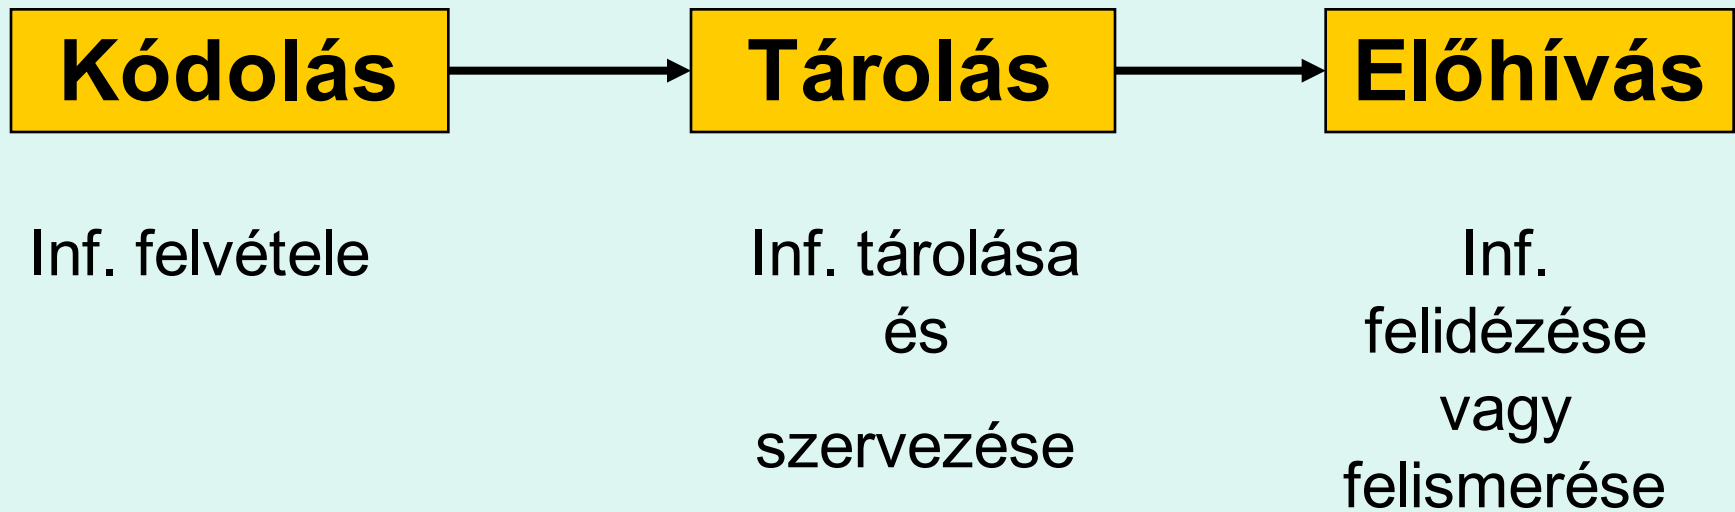 Kódolás
Tárolás
Előhívás
Inf. felvétele
Inf. tárolása
és
szervezése
Inf.
felidézése
vagy
felismerése